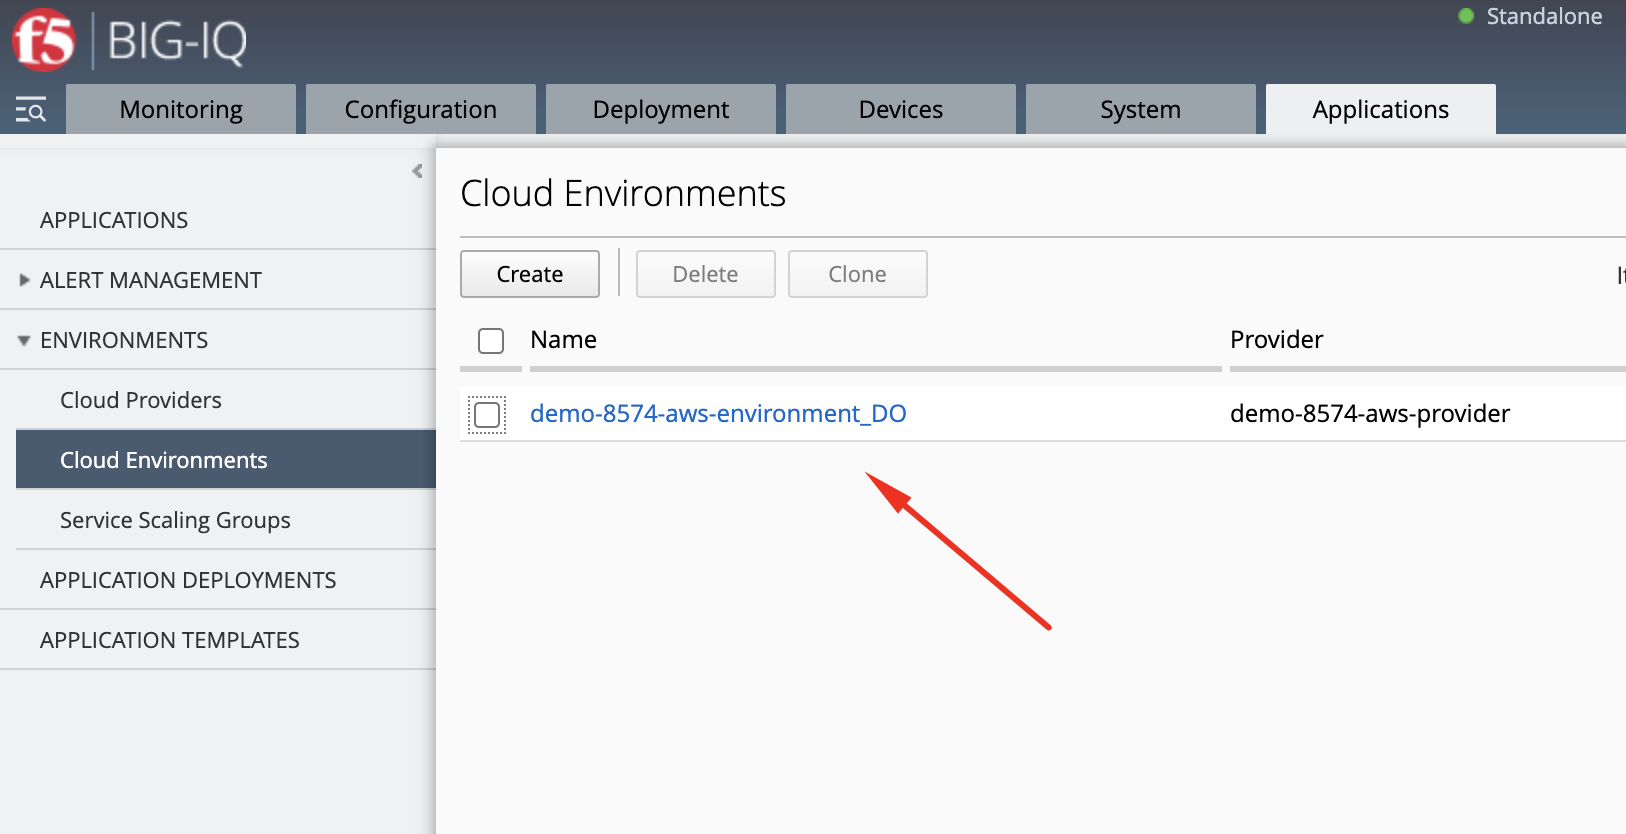 f5 BIG-IQ
Standalone
Monitoring Configuration Deployment Devices System Applications
APPLICATIONS
ALERT MANAGEMENT
ENVIRONMENTS
Cloud Providers
Cloud Environments
Service Scaling Groups
APPLICATION DEPLOYMENTS
APPLICATION TEMPLATES
Cloud Environments
Create Delete Clone
Name Provider
demo-8574-aws-environment_DO demo-8574-aws-provider